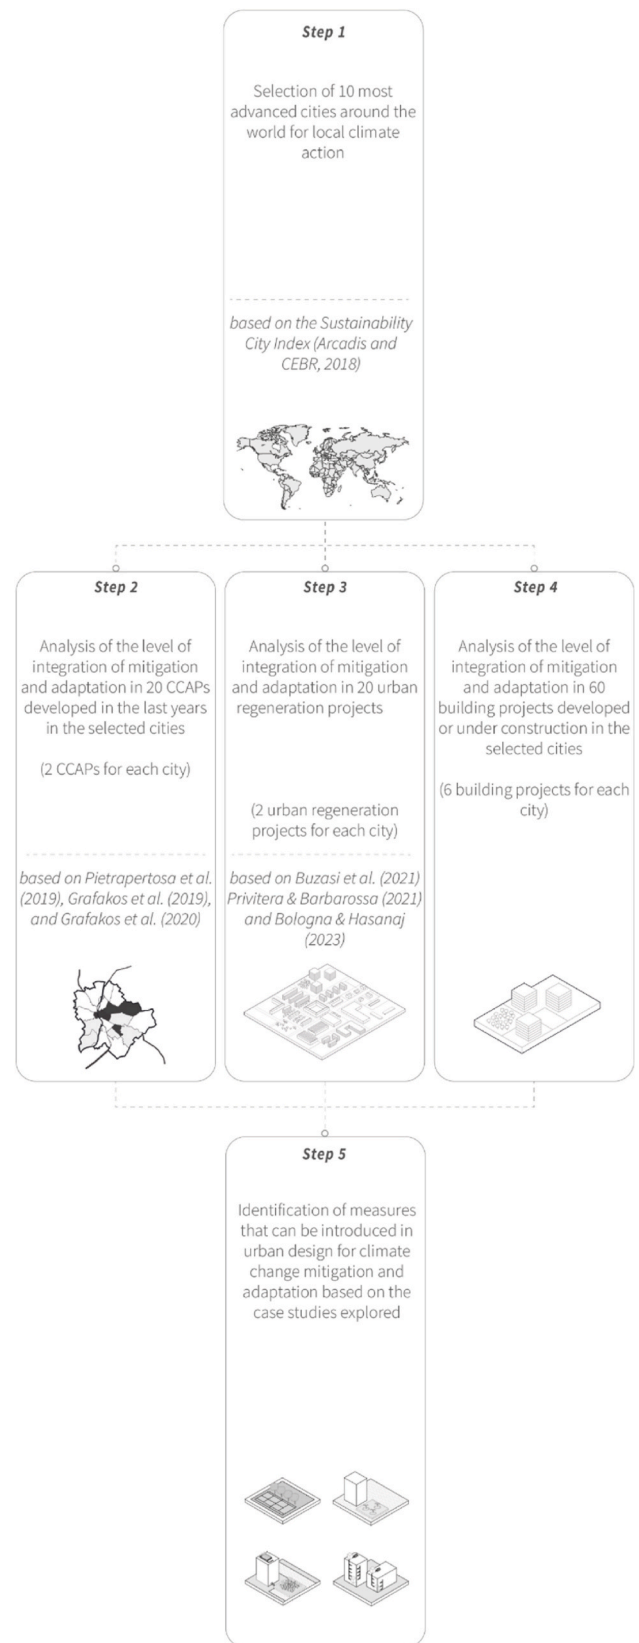 Step 1
Selection of 10 most
advanced cities around the
world for local climate
action
based on the Sustainability
City Index (Arcadis and
CEBR, 2018)
Step 2
Analysis of the level of
integration of mitigation
and adaptation in 20 CCAPs
developed in the last years
in the selected cities
(2 CCAPs for each city)
based on Pietrapertosa et al.
(2019), Grafakos et al. (2019),
and Grafakos et al. (2020)
Step 3
Analysis of the level of
integration of mitigation
and adaptation in 20 urban
regeneration projects
(2 urban regeneration
projects for each city)
based on Buzasi et al. (2021)
Privitera & Barbarossa (2021)
and Bologna & Hasanaj
(2023)
Step 4
Analysis of the level of
integration of mitigation
and adaptation in 60
building projects developed
or under construction in the
selected cities
(6 building projects for each
city)
Step 5
Identification of measures
that can be introduced in
urban design for climate
change mitigation and
adaptation based on the
case studies explored